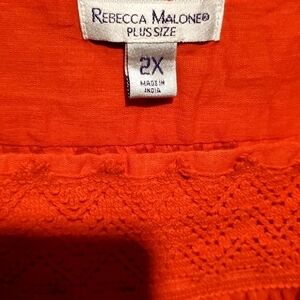 REBECCA MALONE®
PLUS SIZE
2X
MADE IN
INDIA